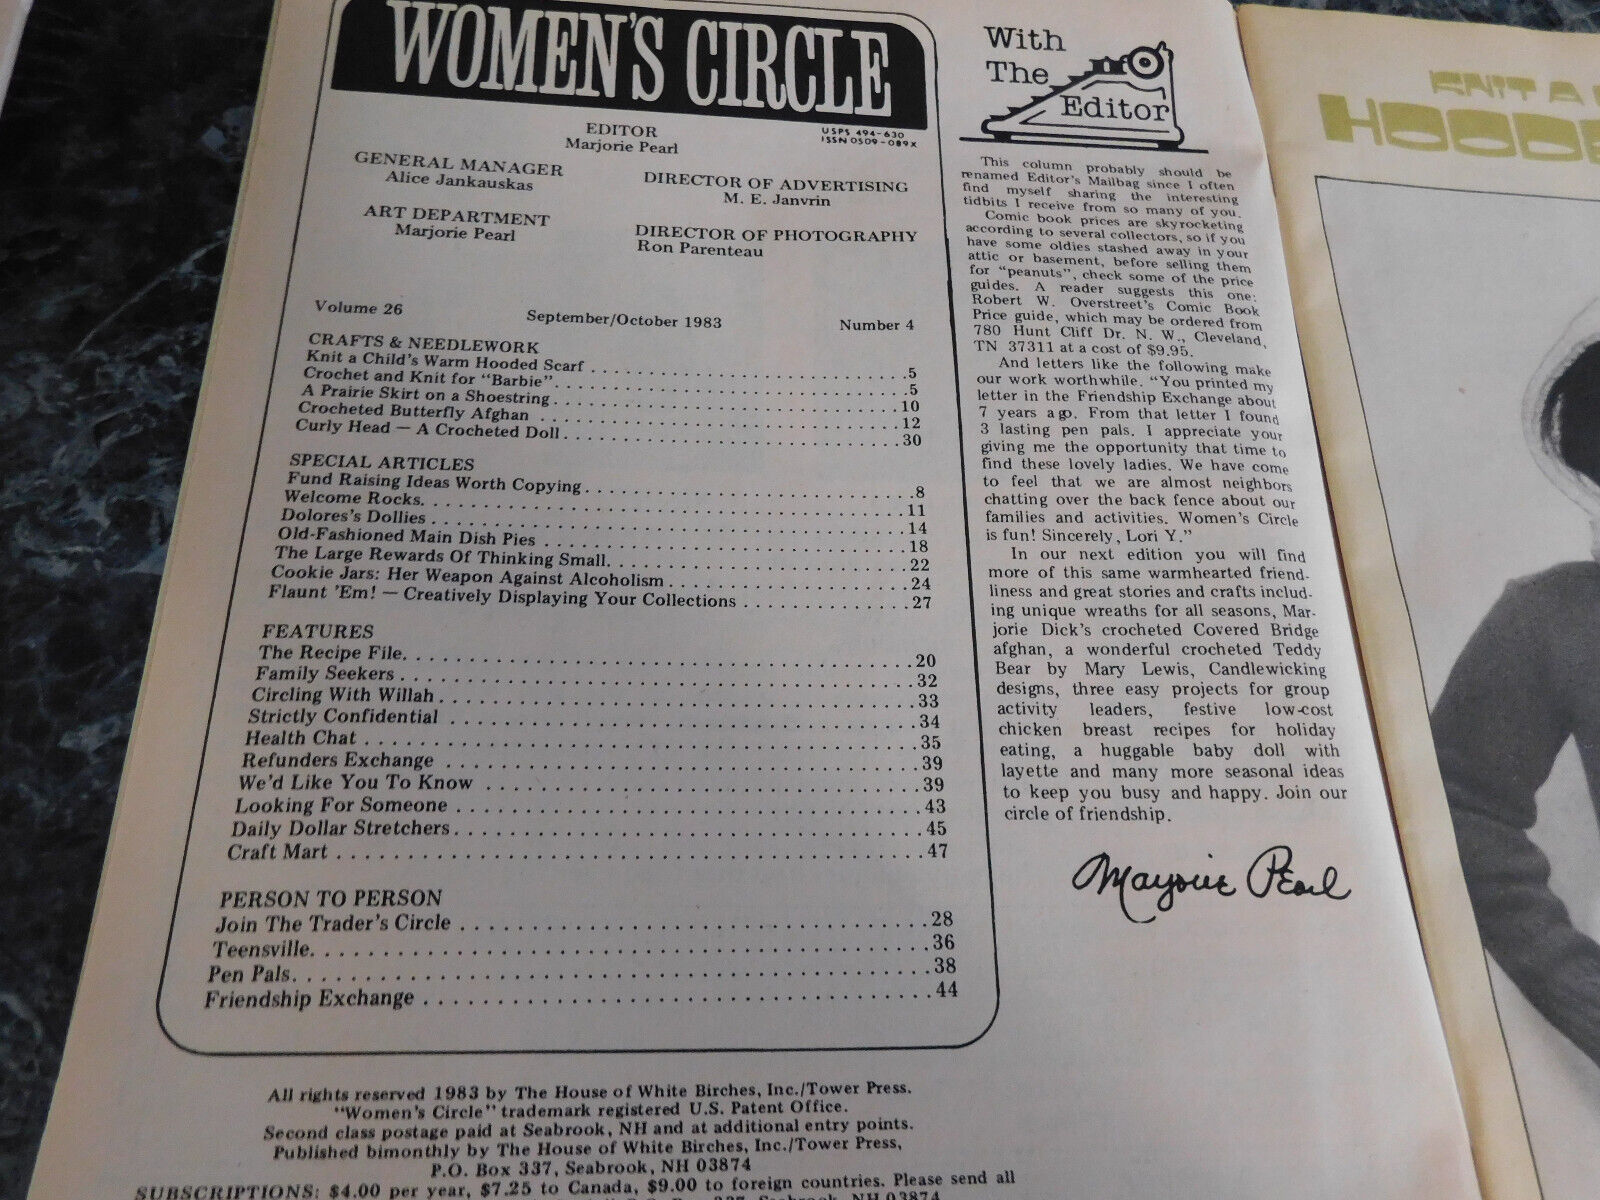 WOMEN'S CIRCLE
USPS 494-630
ISSN 0509-089X
EDITOR
Marjorie Pearl
GENERAL MANAGER
Alice Jankauskas
DIRECTOR OF ADVERTISING
M. E. Janvrin
ART DEPARTMENT
Marjorie Pearl
DIRECTOR OF PHOTOGRAPHY
Ron Parenteau
Volume 26 September/October 1983 Number 4
CRAFTS & NEEDLEWORK
Knit a Child's Warm Hooded Scarf . . . 5
Crochet and Knit for "Barbie" . . . 5
A Prairie Skirt on a Shoestring . . . 10
Crocheted Butterfly Afghan . . . 12
Curly Head — A Crocheted Doll . . . 30
SPECIAL ARTICLES
Fund Raising Ideas Worth Copying . . . 8
Welcome Rocks . . . 11
Dolores's Dollies . . . 14
Old-Fashioned Main Dish Pies . . . 18
The Large Rewards Of Thinking Small . . . 22
Cookie Jars: Her Weapon Against Alcoholism . . . 24
Flaunt 'Em! — Creatively Displaying Your Collections . . . 27
FEATURES
The Recipe File . . . 20
Family Seekers . . . 32
Circling With Willah . . . 33
Strictly Confidential . . . 34
Health Chat . . . 35
Refunders Exchange . . . 39
We'd Like You To Know . . . 39
Looking For Someone . . . 43
Daily Dollar Stretchers . . . 45
Craft Mart . . . 47
PERSON TO PERSON
Join The Trader's Circle . . . 28
Teensville . . . 36
Pen Pals . . . 38
Friendship Exchange . . . 44
All rights reserved 1983 by The House of White Birches, Inc./Tower Press.
"Women's Circle" trademark registered U.S. Patent Office.
Second class postage paid at Seabrook, NH and at additional entry points.
Published bimonthly by The House of White Birches, Inc./Tower Press,
P.O. Box 337, Seabrook, NH 03874
SUBSCRIPTIONS: $4.00 per year, $7.25 to Canada, $9.00 to foreign countries. Please send all
Seabrook, NH 03874
With
The
Editor
This column probably should be
renamed Editor's Mailbag since I often
find myself sharing the interesting
tidbits I receive from so many of you.
Comic book prices are skyrocketing
according to several collectors, so if you
have some oldies stashed away in your
attic or basement, before selling them
for "peanuts", check some of the price
guides. A reader suggests this one:
Robert W. Overstreet's Comic Book
Price guide, which may be ordered from
780 Hunt Cliff Dr. N. W., Cleveland,
TN 37311 at a cost of $9.95.
And letters like the following make
our work worthwhile. "You printed my
letter in the Friendship Exchange about
7 years ago. From that letter I found
3 lasting pen pals. I appreciate your
giving me the opportunity that time to
find these lovely ladies. We have come
to feel that we are almost neighbors
chatting over the back fence about our
families and activities. Women's Circle
is fun! Sincerely, Lori Y."
In our next edition you will find
more of this same warmhearted friend-
liness and great stories and crafts includ-
ing unique wreaths for all seasons, Mar-
jorie Dick's crocheted Covered Bridge
afghan, a wonderful crocheted Teddy
Bear by Mary Lewis, Candlewicking
designs, three easy projects for group
activity leaders, festive low-cost
chicken breast recipes for holiday
eating, a huggable baby doll with
layette and many more seasonal ideas
to keep you busy and happy. Join our
circle of friendship.
Marjorie Pearl
KNIT A
HOODE